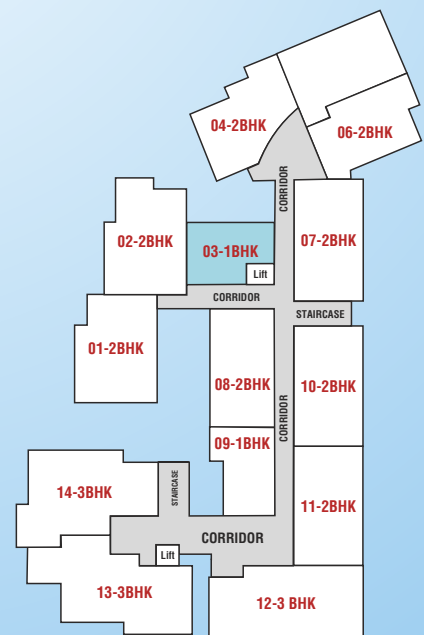 04-2BHK
06-2BHK
CORRIDOR
02-2BHK
03-1BHK
07-2BHK
Lift
CORRIDOR
STAIRCASE
01-2BHK
08-2BHK
10-2BHK
CORRIDOR
09-1BHK
14-3BHK
STAIRCASE
11-2BHK
CORRIDOR
Lift
13-3BHK
12-3 BHK